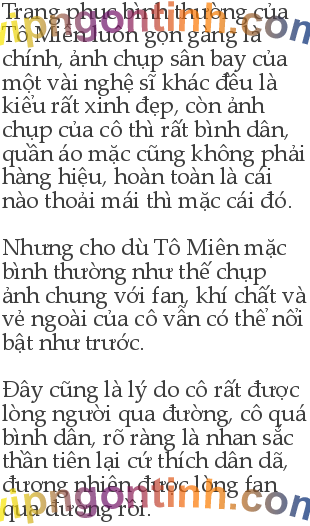 Trang phục bình thường của
Tô Miên luôn gọn gàng là
chính, ảnh chụp sân bay của
một vài nghệ sĩ khác đều là
kiểu rất xinh đẹp, còn ảnh
chụp của cô thì rất bình dân,
quần áo mặc cũng không phải
hàng hiệu, hoàn toàn là cái
nào thoải mái thì mặc cái đó.
Nhưng cho dù Tô Miên mặc
bình thường như thế chụp
ảnh chung với fan, khí chất và
vẻ ngoài của cô vẫn có thể nổi
bật như trước.
Đây cũng là lý do cô rất được
lòng người qua đường, cô quá
bình dân, rõ ràng là nhan sắc
thần tiên lại cứ thích dân dã,
đương nhiên được lòng fan
qua đường rồi.
vipngontinh.com
vipngontinh.com